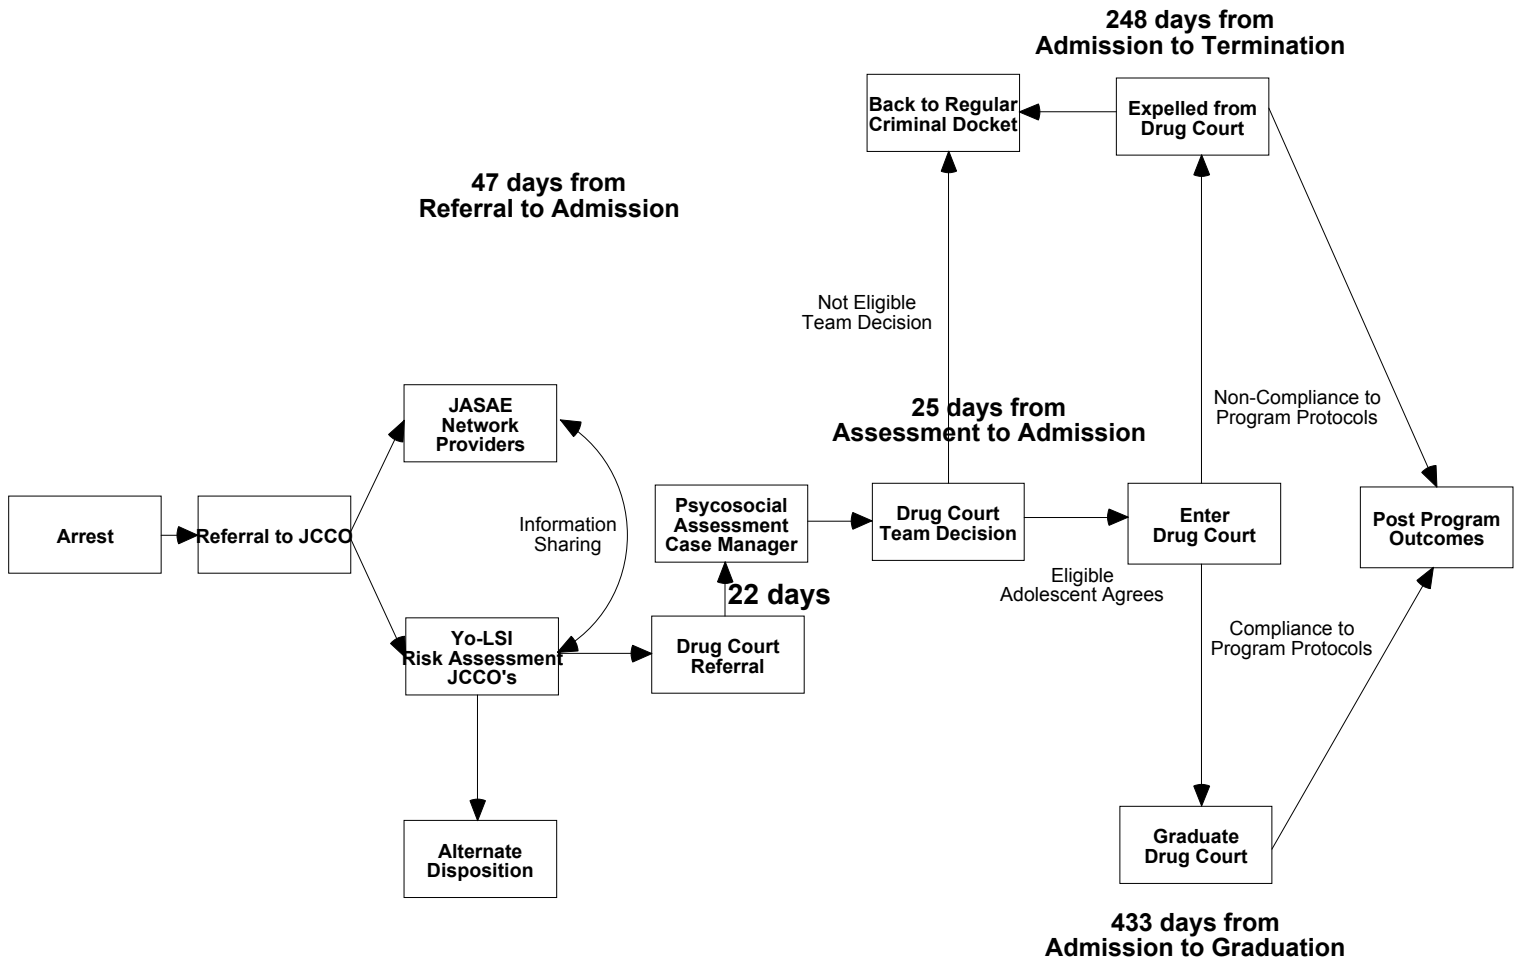 248 days from
Admission to Termination
Back to Regular
Criminal Docket
Expelled from
Drug Court
47 days from
Referral to Admission
Not Eligible
Team Decision
JASAE
Network
Providers
25 days from
Assessment to Admission
Non-Compliance to
Program Protocols
Arrest
Referral to JCCO
Information
Sharing
Psycosocial
Assessment
Case Manager
Drug Court
Team Decision
Enter
Drug Court
Post Program
Outcomes
22 days
Eligible
Adolescent Agrees
Yo-LSI
Risk Assessment
JCCO's
Drug Court
Referral
Compliance to
Program Protocols
Alternate
Disposition
Graduate
Drug Court
433 days from
Admission to Graduation